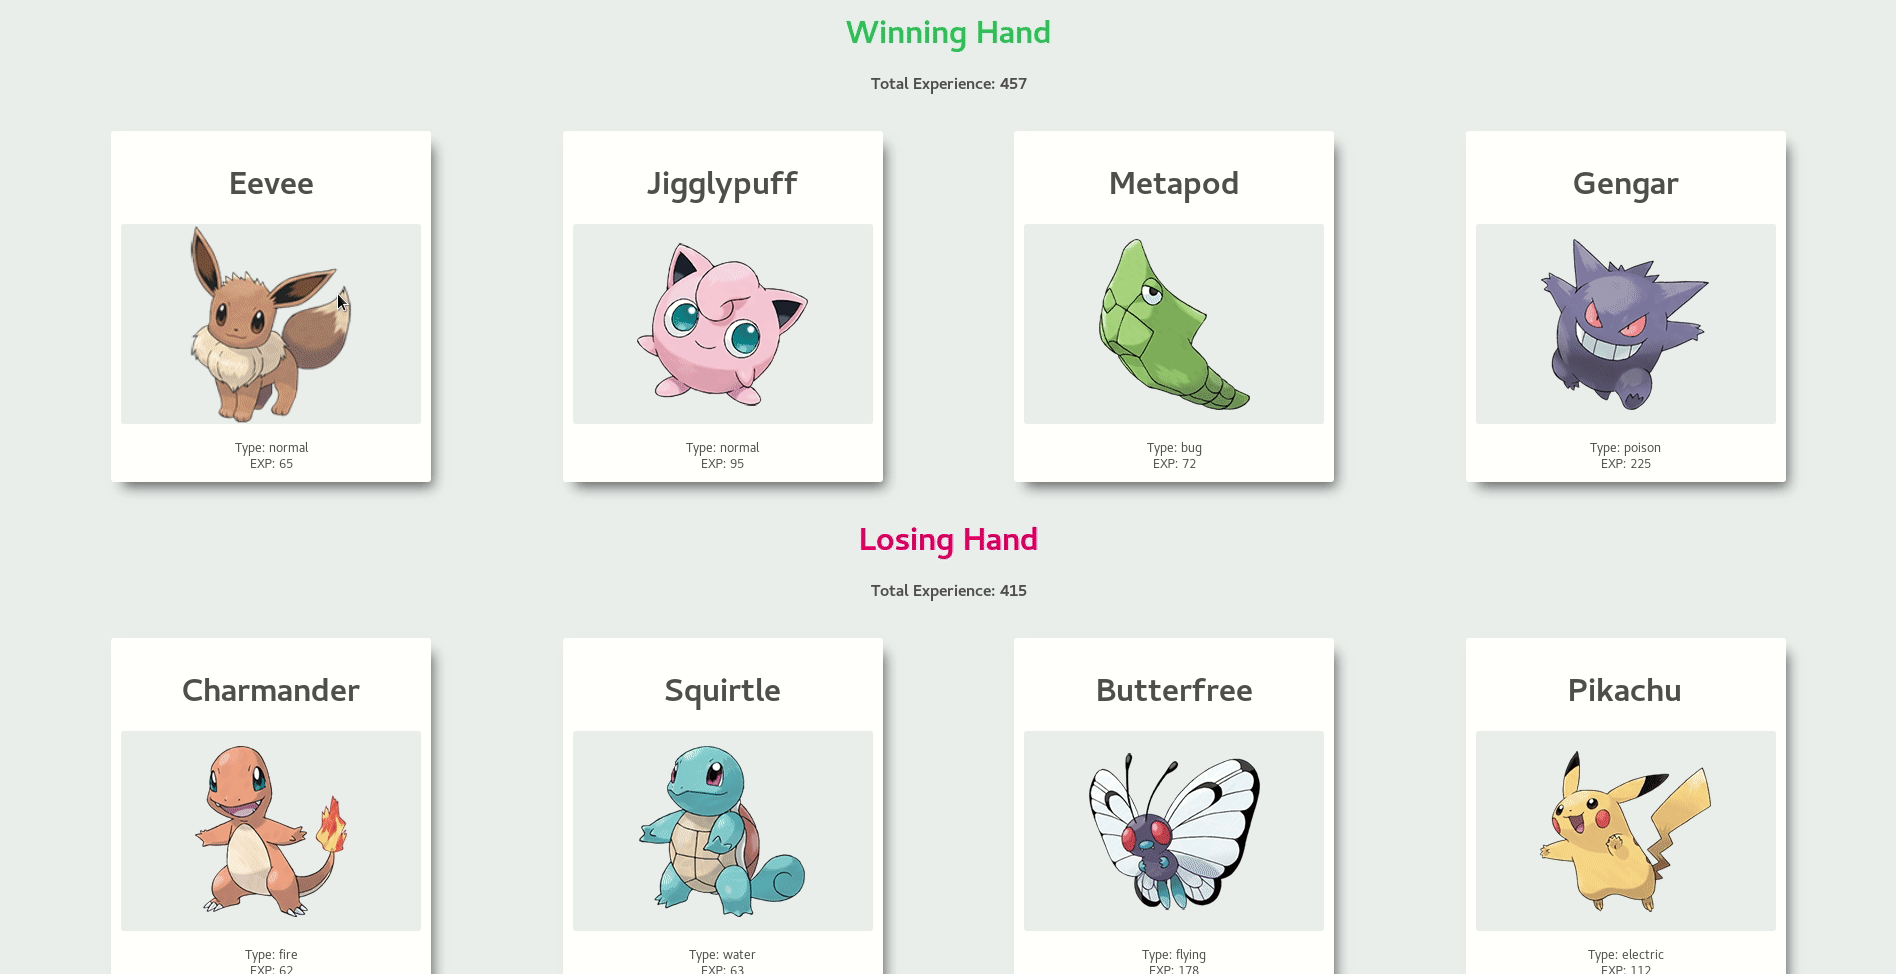 Winning Hand
Total Experience: 457
Eevee
Jigglypuff
Metapod
Gengar
Type: normal
EXP: 65
Type: normal
EXP: 95
Type: bug
EXP: 72
Type: poison
EXP: 225
Losing Hand
Total Experience: 415
Charmander
Squirtle
Butterfree
Pikachu
Type: fire
EXP: 62
Type: water
EXP: 63
Type: flying
EXP: 178
Type: electric
EXP: 112